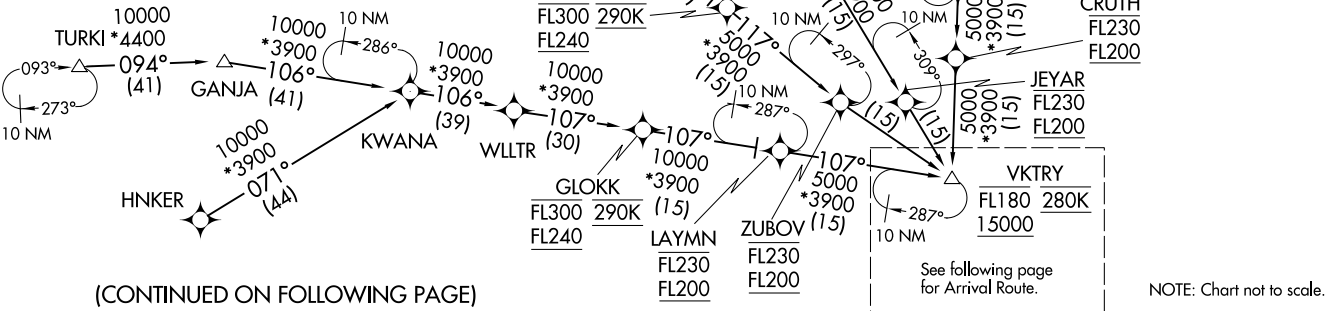 10000
*4400
TURKI
094°
(41)
093°
273°
10 NM
GANJA
10000
*3900
106°
(41)
10 NM
286°
KWANA
10000
*3900
106°
(39)
10000
*3900
071°
(44)
HNKER
WLLTR
10000
*3900
107°
(30)
FL300 290K
FL240
GLOKK
FL300 290K
FL240
107°
10000
*3900
(15)
117°
5000
*3900
(15)
10 NM
287°
LAYMN
FL230
FL200
107°
5000
*3900
(15)
10 NM
297°
ZUBOV
FL230
FL200
(15)
(15)
10 NM
309°
(15)
JEYAR
FL230
FL200
*3900
(15)
CRUTH
FL230
FL200
5000
*3900
(15)
VKTRY
FL180 280K
15000
287°
10 NM
See following page
for Arrival Route.
(CONTINUED ON FOLLOWING PAGE)
NOTE: Chart not to scale.